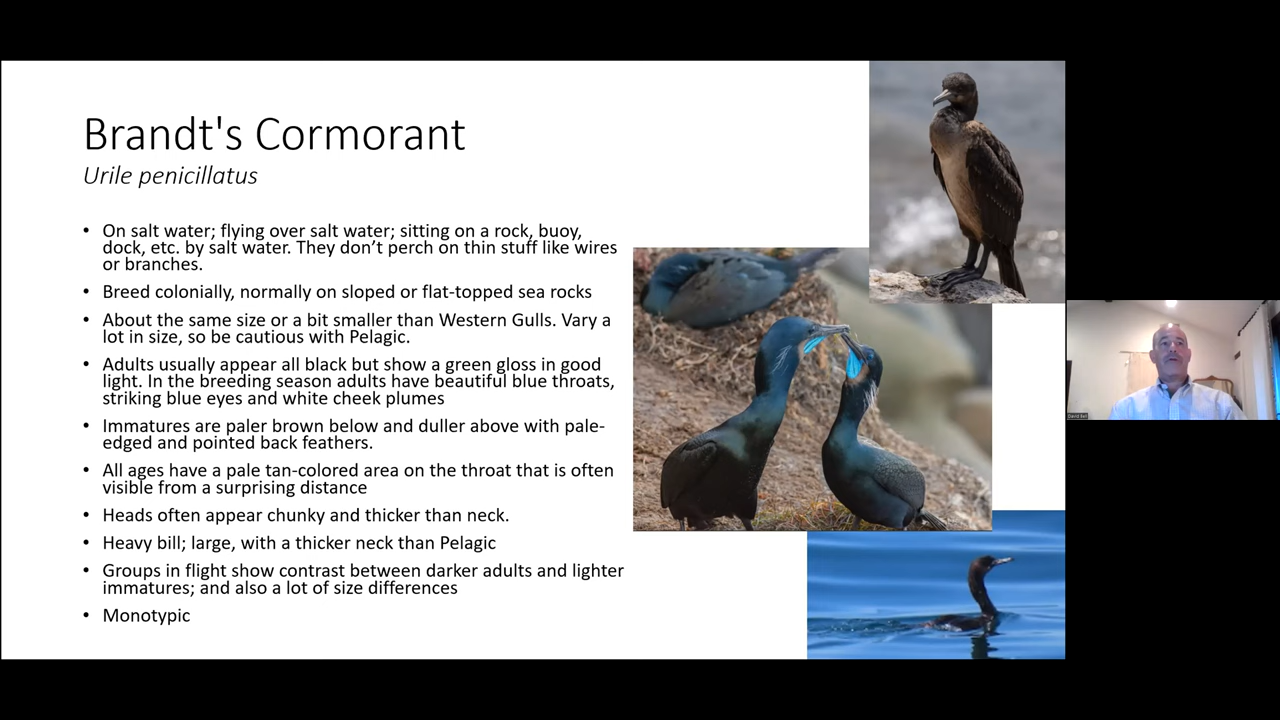 Brandt's Cormorant
Urile penicillatus
• On salt water; flying over salt water; sitting on a rock, buoy,
dock, etc. by salt water. They don’t perch on thin stuff like wires
or branches.
• Breed colonially, normally on sloped or flat-topped sea rocks
• About the same size or a bit smaller than Western Gulls. Vary a
lot in size, so be cautious with Pelagic.
• Adults usually appear all black but show a green gloss in good
light. In the breeding season adults have beautiful blue throats,
striking blue eyes and white cheek plumes
• Immatures are paler brown below and duller above with pale-
edged and pointed back feathers.
• All ages have a pale tan-colored area on the throat that is often
visible from a surprising distance
• Heads often appear chunky and thicker than neck.
• Heavy bill; large, with a thicker neck than Pelagic
• Groups in flight show contrast between darker adults and lighter
immatures; and also a lot of size differences
• Monotypic
David Bell